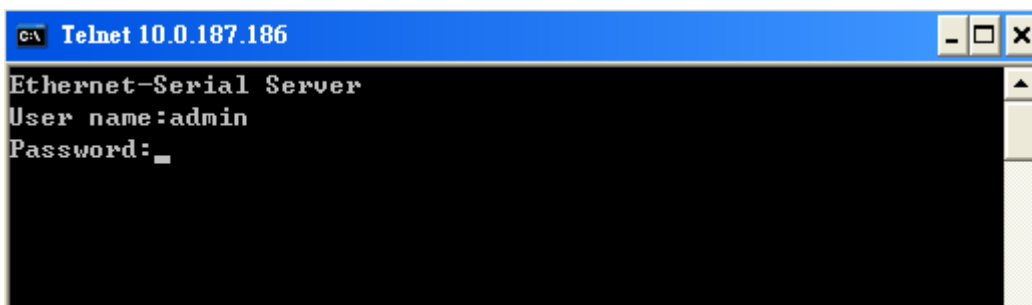 Telnet 10.0.187.186
Ethernet-Serial Server
User name:admin
Password:_